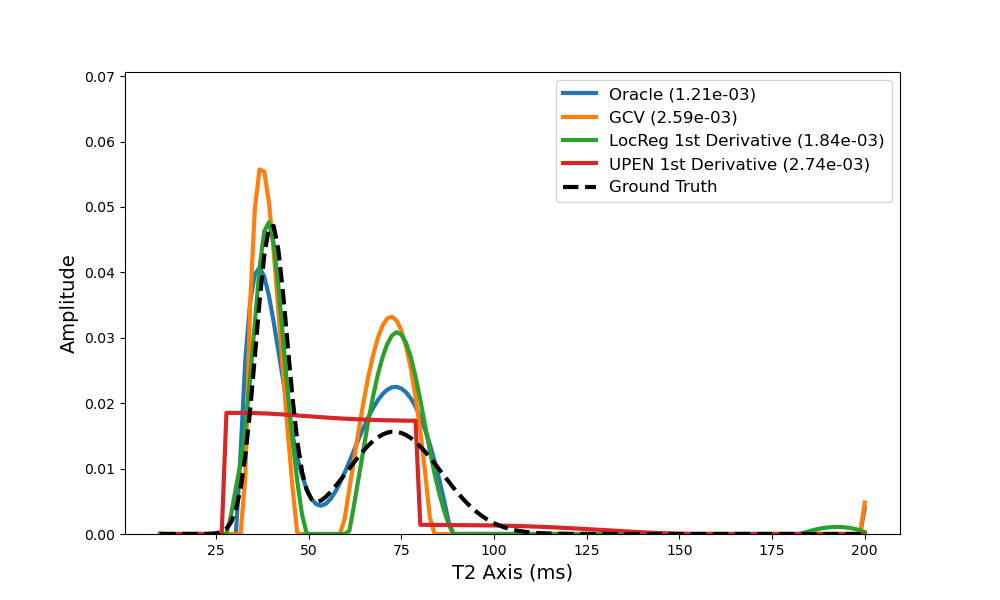 Oracle (1.21e-03)
GCV (2.59e-03)
LocReg 1st Derivative (1.84e-03)
UPEN 1st Derivative (2.74e-03)
Ground Truth
Amplitude
0.07
0.06
0.05
0.04
0.03
0.02
0.01
0.00
25 50 75 100 125 150 175 200
T2 Axis (ms)